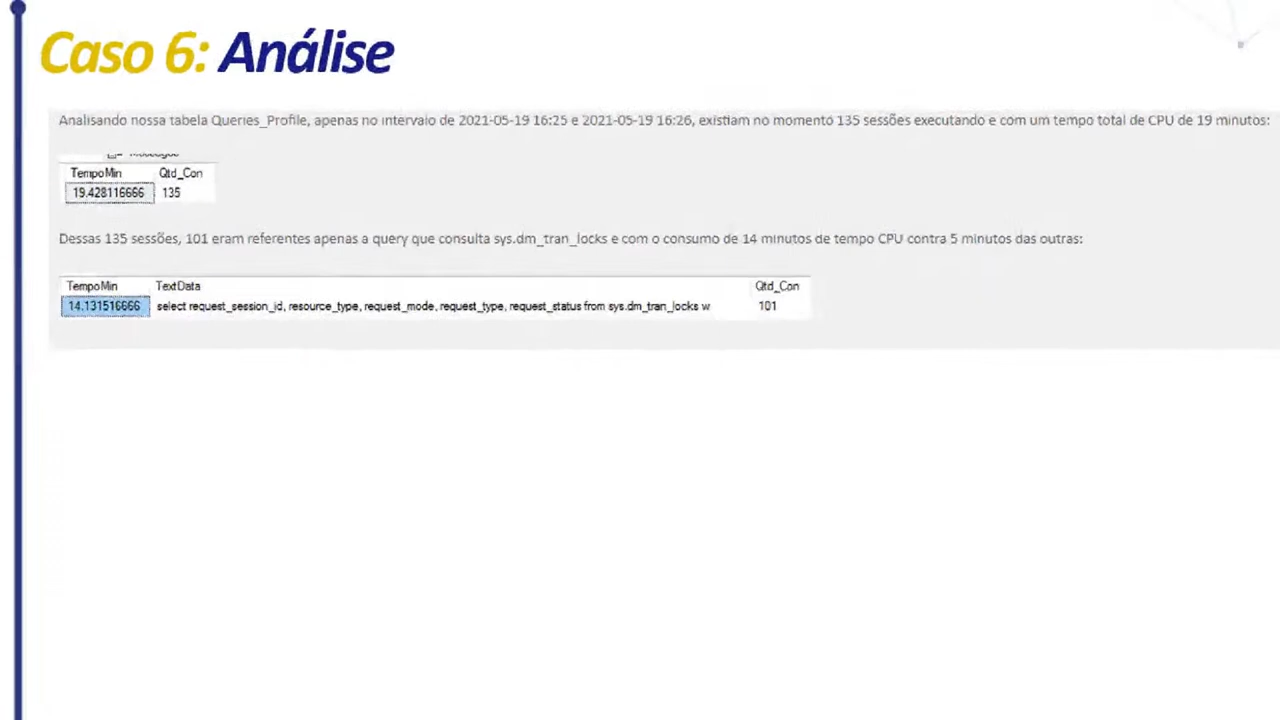 Caso 6: Análise
Analisando nossa tabela Queries_Profile, apenas no intervalo de 2021-05-19 16:25 e 2021-05-19 16:26, existiam no momento 135 sessões executando e com um tempo total de CPU de 19 minutos:
TempoMin Qtd_Con
19.428116666 135
Dessas 135 sessões, 101 eram referentes apenas a query que consulta sys.dm_tran_locks e com o consumo de 14 minutos de tempo CPU contra 5 minutos das outras:
TempoMin TextData Qtd_Con
14.131516666 select request_session_id, resource_type, request_mode, request_type, request_status from sys.dm_tran_locks w 101